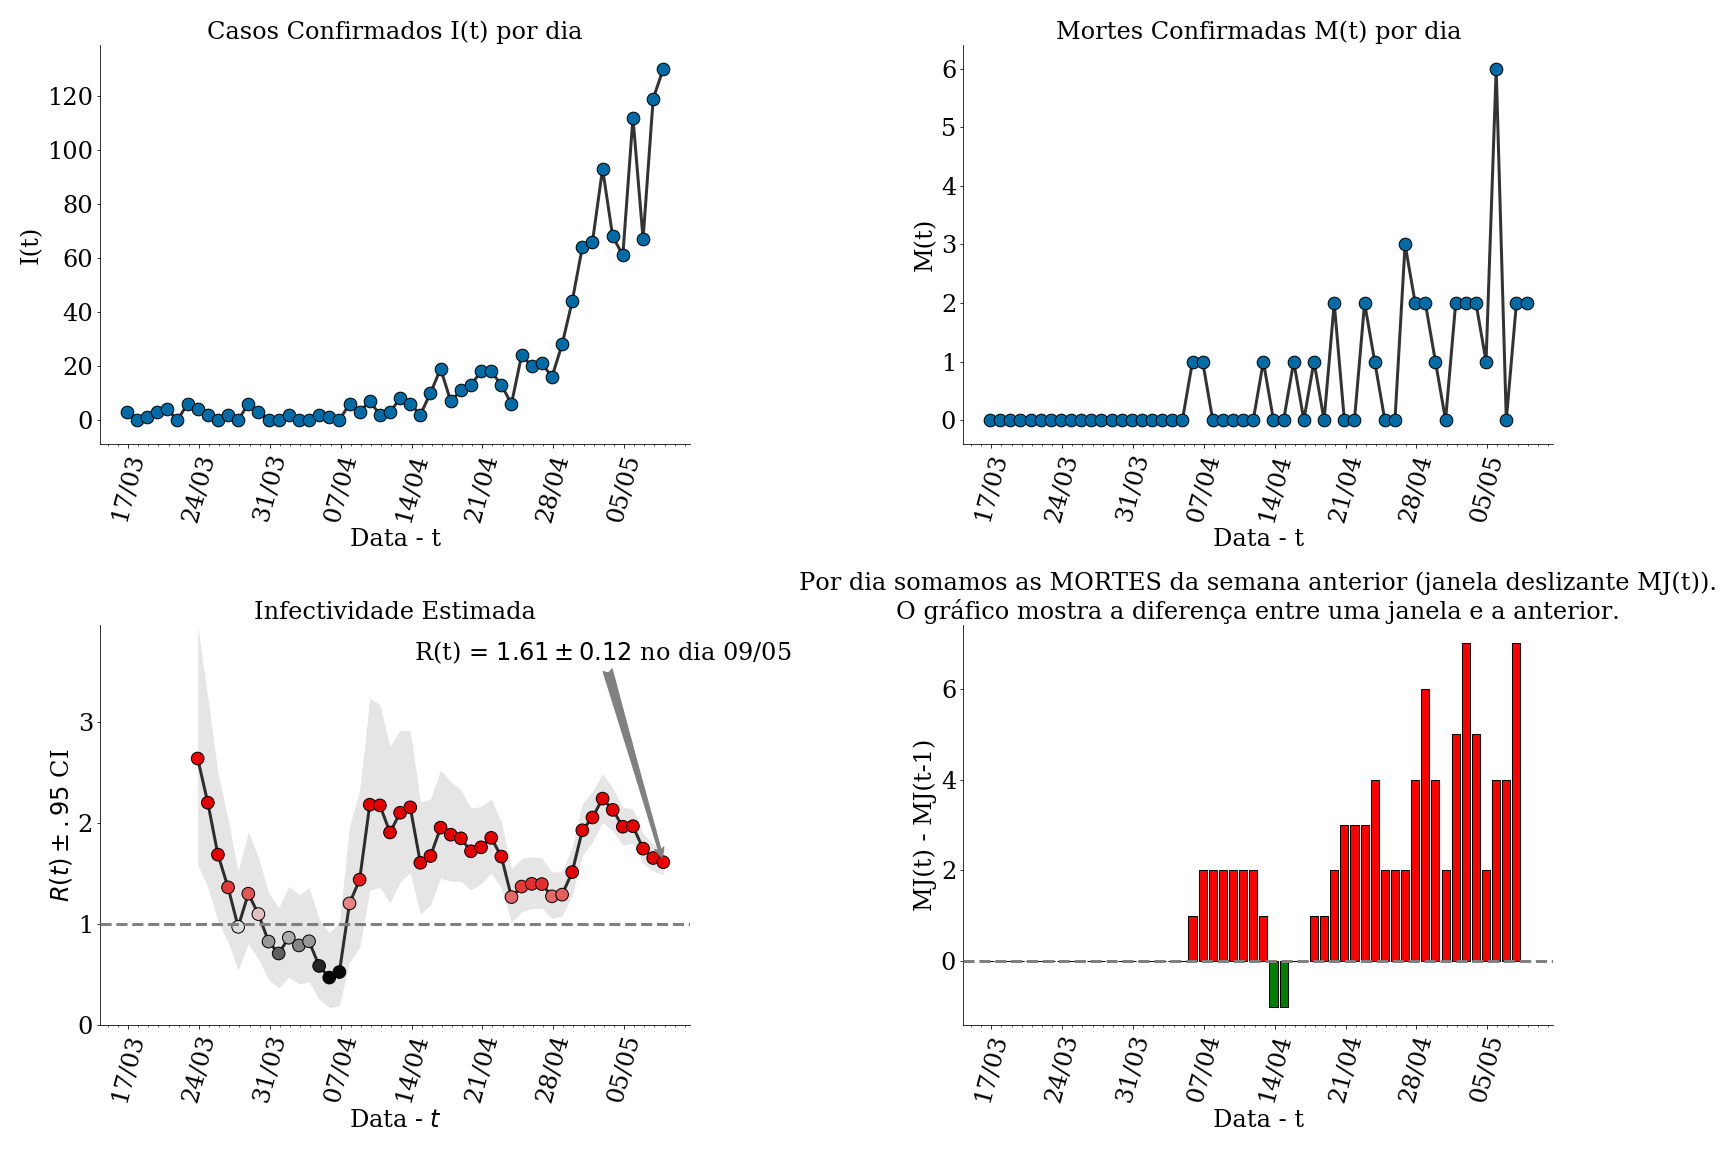 Casos Confirmados I(t) por dia
I(t)
120
100
80
60
40
20
0
17/03 24/03 31/03 07/04 14/04 21/04 28/04 05/05
Data - t
Mortes Confirmadas M(t) por dia
M(t)
6
5
4
3
2
1
0
17/03 24/03 31/03 07/04 14/04 21/04 28/04 05/05
Data - t
Infectividade Estimada
R(t) = 1.61 ± 0.12 no dia 09/05
R(t) ± .95 CI
3
2
1
0
17/03 24/03 31/03 07/04 14/04 21/04 28/04 05/05
Data - t
Por dia somamos as MORTES da semana anterior (janela deslizante MJ(t)).
O gráfico mostra a diferença entre uma janela e a anterior.
MJ(t) - MJ(t-1)
6
4
2
0
17/03 24/03 31/03 07/04 14/04 21/04 28/04 05/05
Data - t